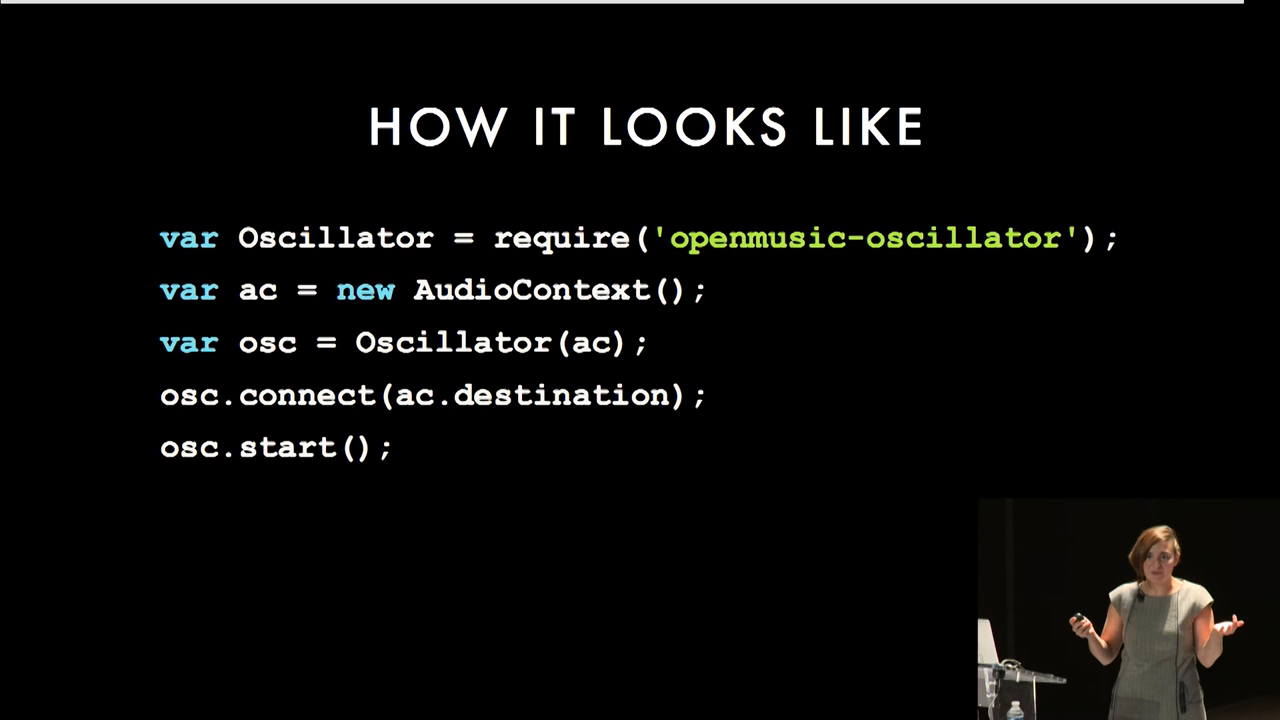 HOW IT LOOKS LIKE
var Oscillator = require('openmusic-oscillator');
var ac = new AudioContext();
var osc = Oscillator(ac);
osc.connect(ac.destination);
osc.start();